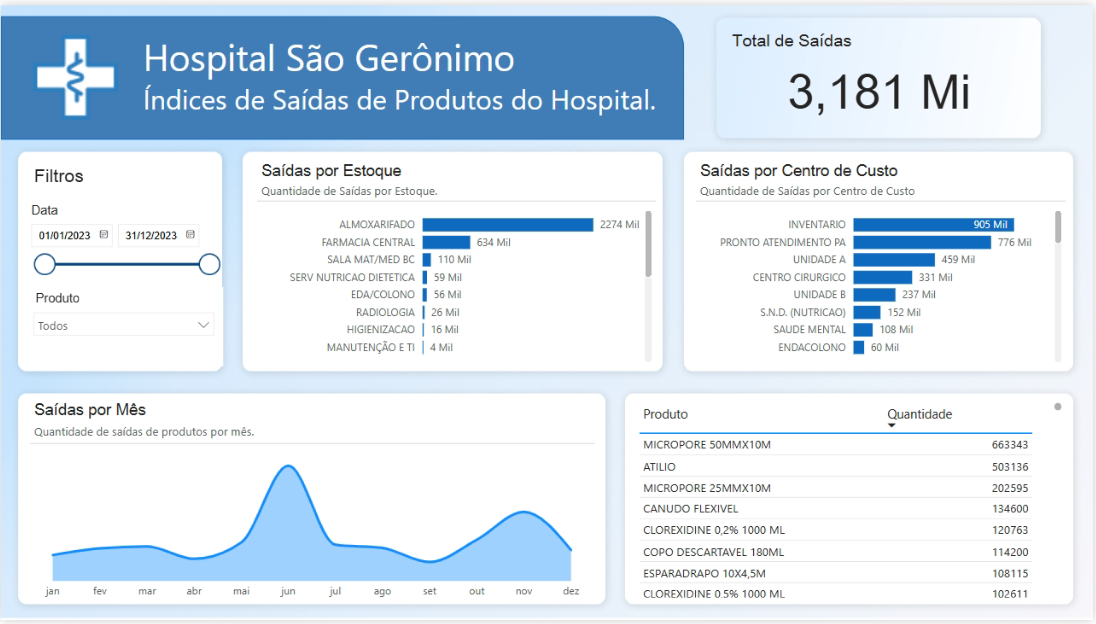 Hospital São Gerônimo
Índices de Saídas de Produtos do Hospital.
Total de Saídas
3,181 Mi
Filtros
Data
01/01/2023 31/12/2023
Produto
Todos
Saídas por Estoque
Quantidade de Saídas por Estoque.
ALMOXARIFADO 2274 Mil
FARMACIA CENTRAL 634 Mil
SALA MAT/MED BC 110 Mil
SERV NUTRICAO DIETETICA 59 Mil
EDA/COLONO 56 Mil
RADIOLOGIA 26 Mil
HIGIENIZACAO 16 Mil
MANUTENÇÃO E TI 4 Mil
Saídas por Centro de Custo
Quantidade de Saídas por Centro de Custo
INVENTARIO 905 Mil
PRONTO ATENDIMENTO PA 776 Mil
UNIDADE A 459 Mil
CENTRO CIRURGICO 331 Mil
UNIDADE B 237 Mil
S.N.D. (NUTRICAO) 152 Mil
SAUDE MENTAL 108 Mil
ENDACOLONO 60 Mil
Saídas por Mês
Quantidade de saídas de produtos por mês.
jan fev mar abr mai jun jul ago set out nov dez
Produto Quantidade
MICROPORE 50MMX10M 663343
ATILIO 503136
MICROPORE 25MMX10M 202595
CANUDO FLEXIVEL 134600
CLOREXIDINE 0,2% 1000 ML 120763
COPO DESCARTAVEL 180ML 114200
ESPARADRAPO 10X4,5M 108115
CLOREXIDINE 0.5% 1000 ML 102611